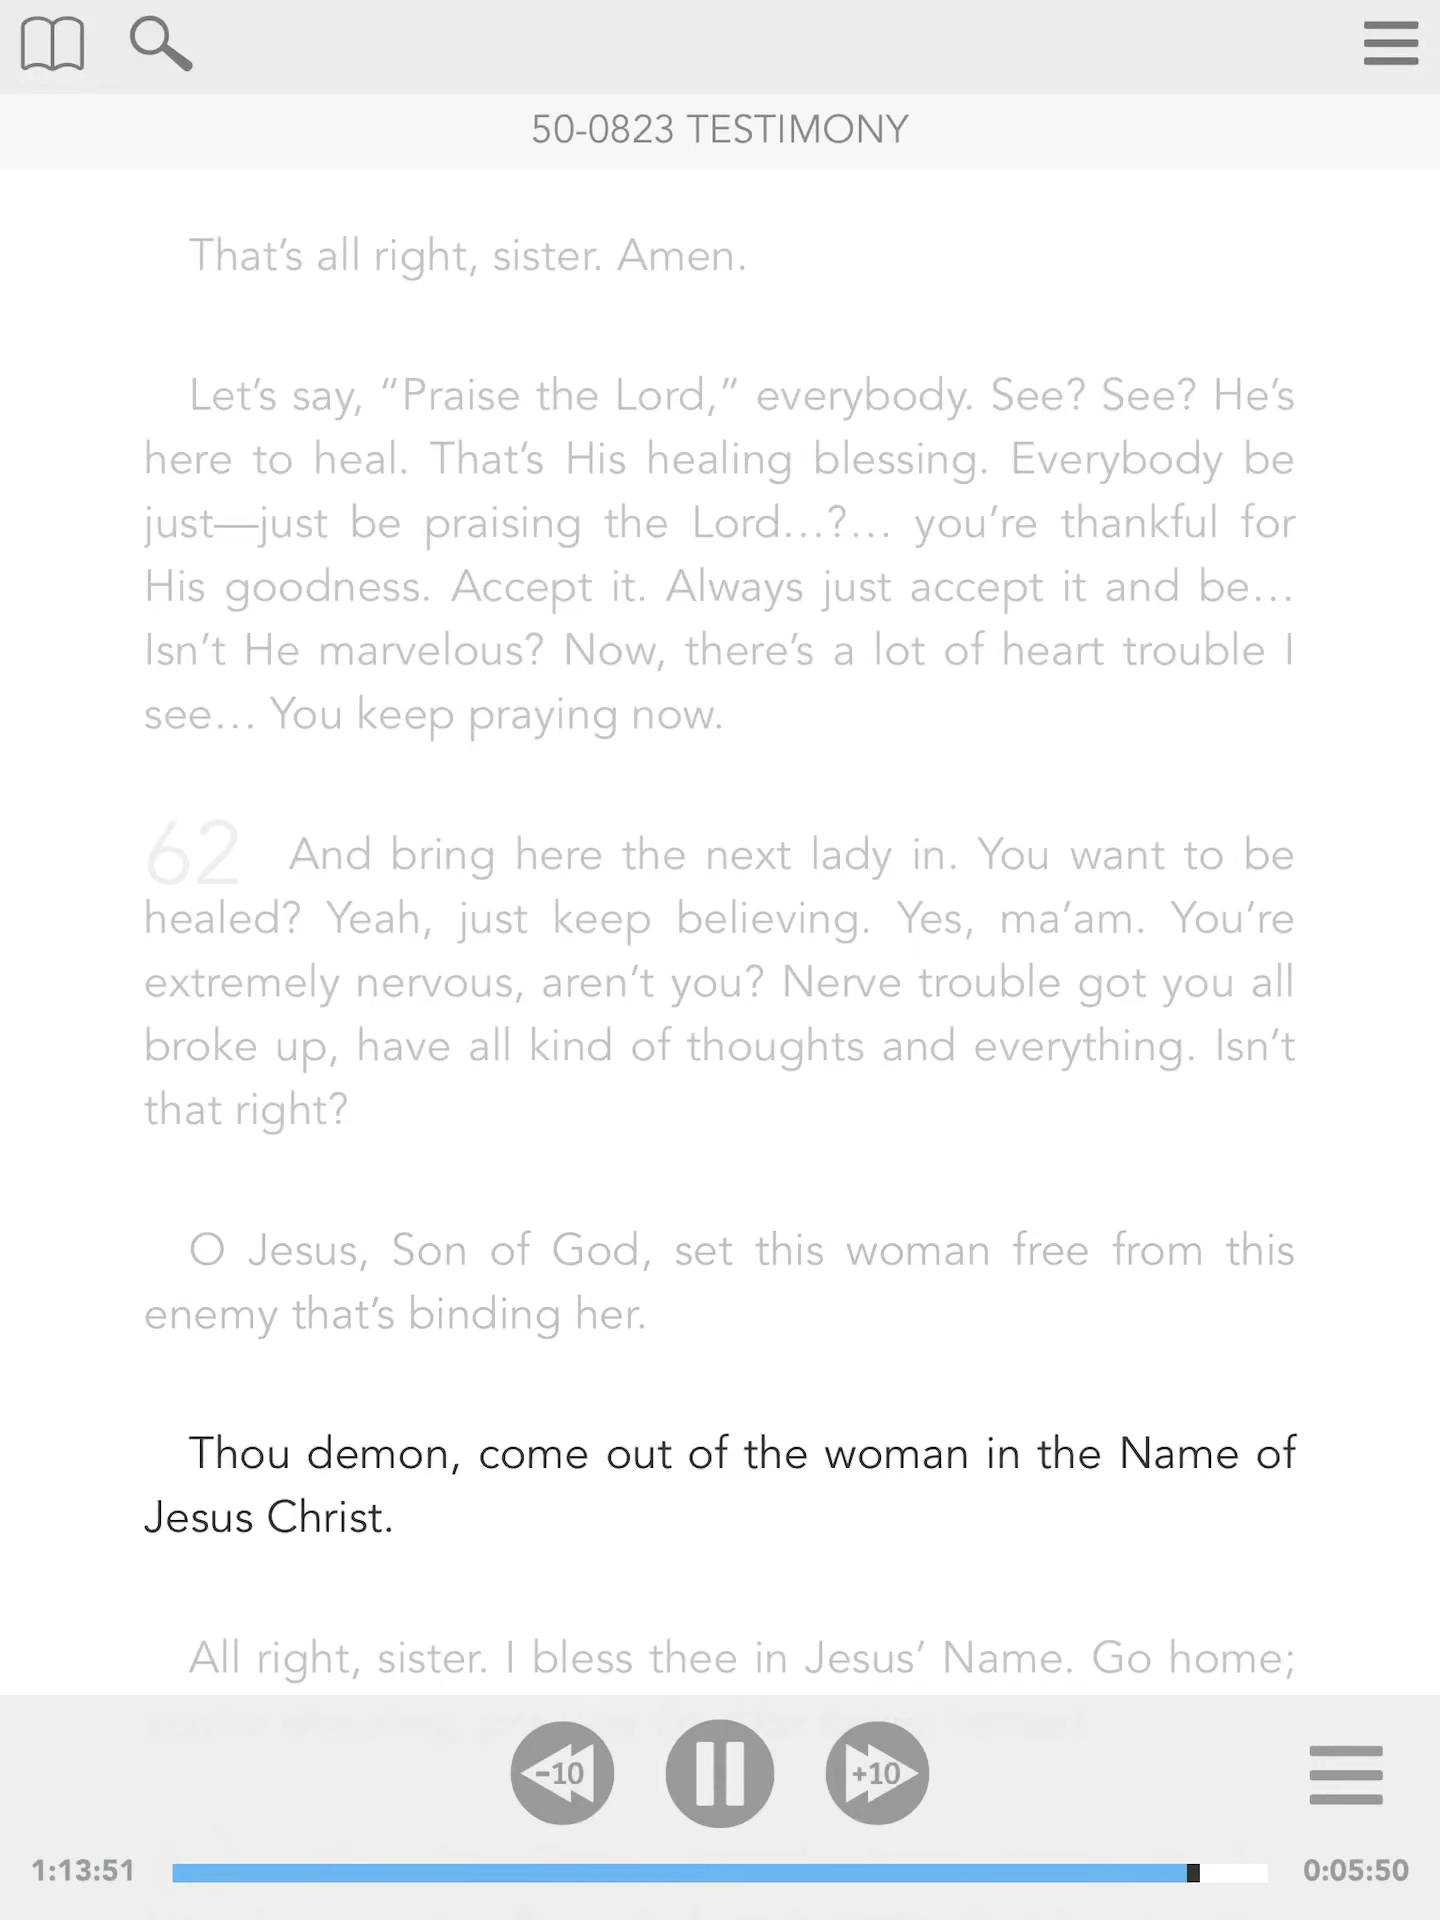 50-0823 TESTIMONY
That’s all right, sister. Amen.
Let’s say, “Praise the Lord,” everybody. See? See? He’s
here to heal. That’s His healing blessing. Everybody be
just—just be praising the Lord…?… you’re thankful for
His goodness. Accept it. Always just accept it and be…
Isn’t He marvelous? Now, there’s a lot of heart trouble I
see… You keep praying now.
62 And bring here the next lady in. You want to be
healed? Yeah, just keep believing. Yes, ma’am. You’re
extremely nervous, aren’t you? Nerve trouble got you all
broke up, have all kind of thoughts and everything. Isn’t
that right?
O Jesus, Son of God, set this woman free from this
enemy that’s binding her.
Thou demon, come out of the woman in the Name of
Jesus Christ.
All right, sister. I bless thee in Jesus’ Name. Go home;
-10 +10
1:13:51 0:05:50